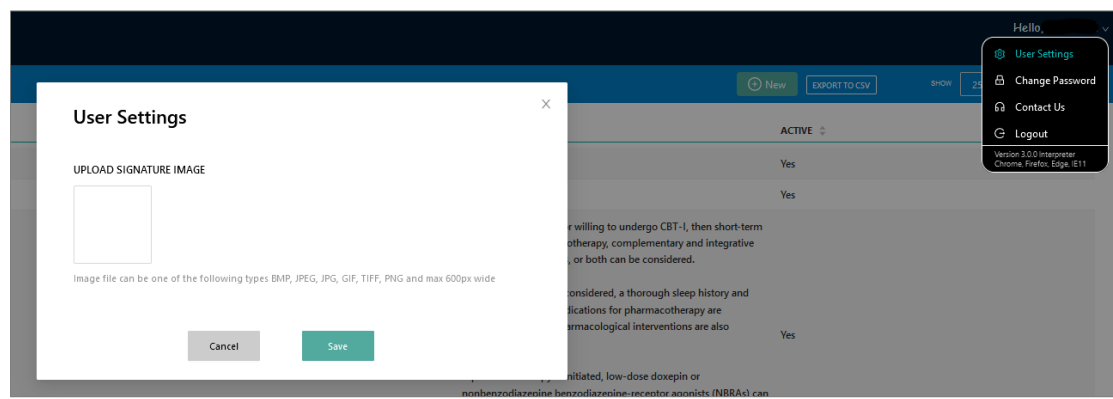 Hello,
User Settings
Change Password
Contact Us
Logout
Version 3.0.0 Interpreter
Chrome, Firefox, Edge, IE11
New
EXPORT TO CSV
SHOW
25
User Settings
X
UPLOAD SIGNATURE IMAGE
Image file can be one of the following types BMP, JPEG, JPG, GIF, TIFF, PNG and max 600px wide
Cancel
Save
ACTIVE
Yes
Yes
r willing to undergo CBT-I, then short-term
otherapy, complementary and integrative
, or both can be considered.
considered, a thorough sleep history and
dications for pharmacotherapy are
armacological interventions are also
Yes
nitiated, low-dose doxepin or
nonbenzodiazepine benzodiazepine-receptor agonists (NBRAs) can